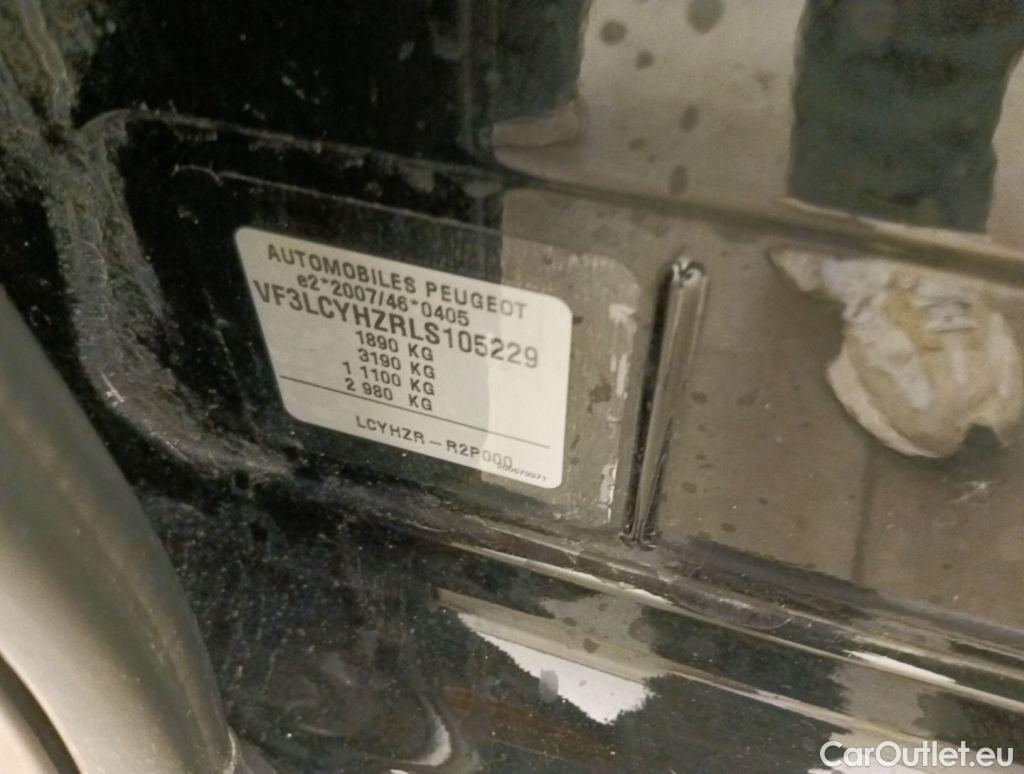 AUTOMOBILES PEUGEOT
e2*2007/46*0405
VF3LCYHZRLS105229
1890 KG
3190 KG
1 1100 KG
2 980 KG
LCYHZR-R2P000
CarOutlet.eu